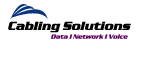 Cabling Solutions
Data | Network | Voice